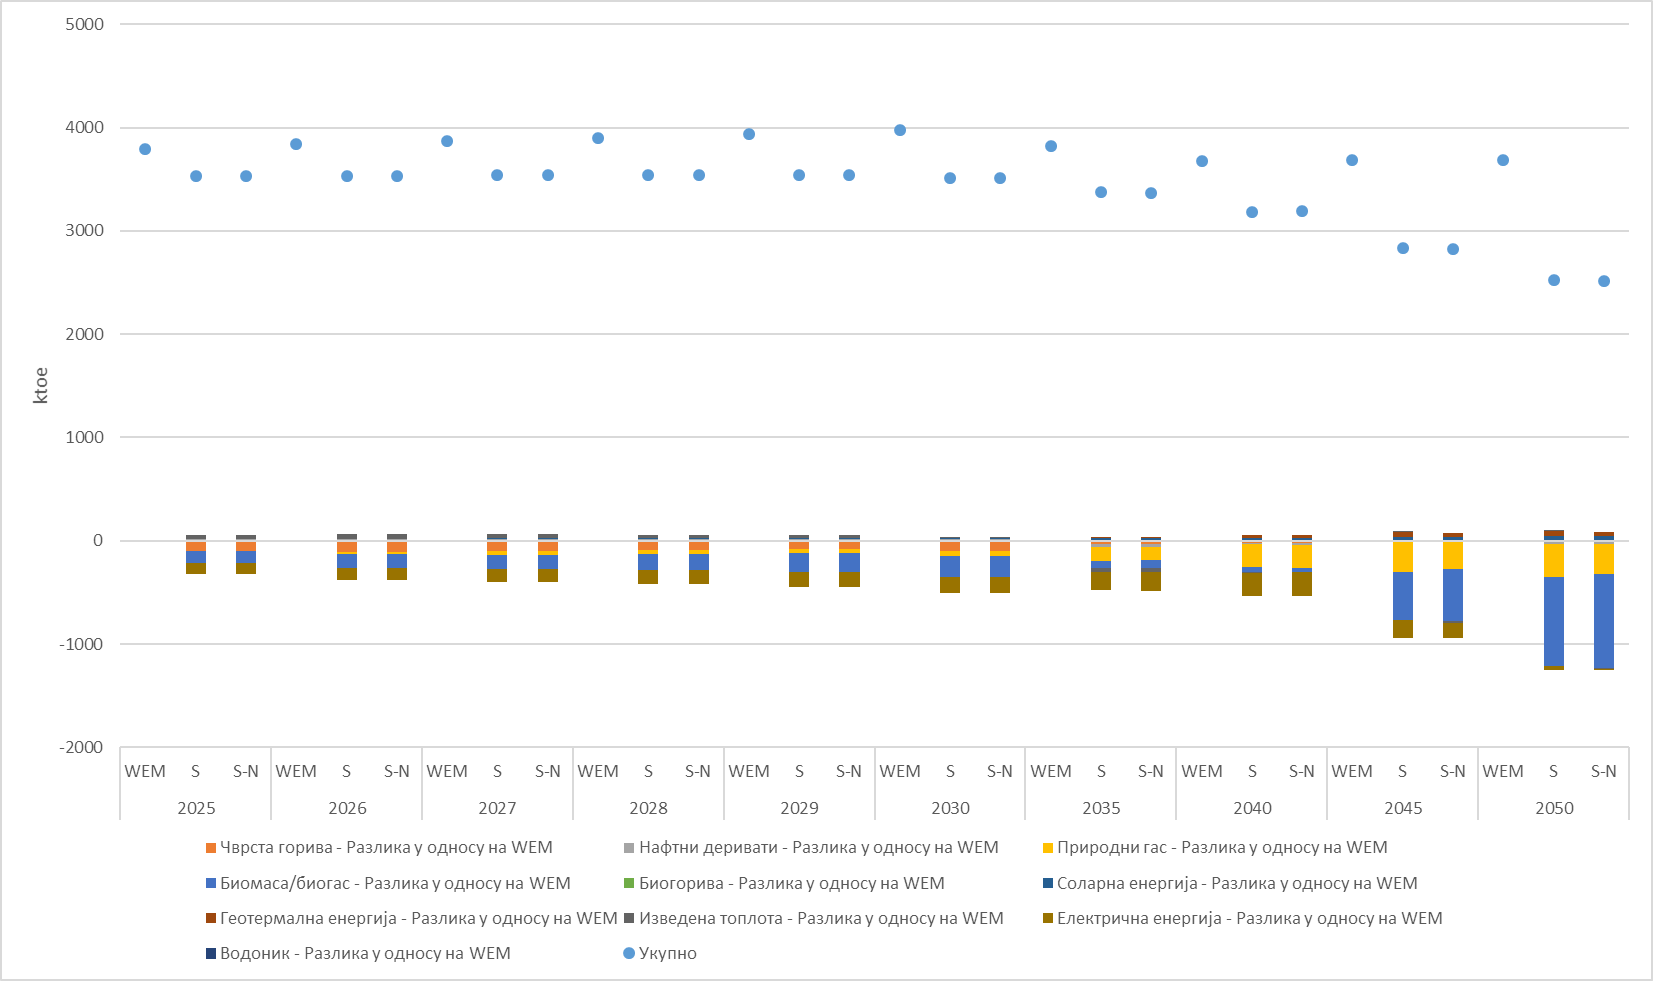 5000
4000
3000
2000
1000
0
-1000
-2000
ktoe
WEM S S-N WEM S S-N WEM S S-N WEM S S-N WEM S S-N WEM S S-N WEM S S-N WEM S S-N WEM S S-N WEM S S-N
2025 2026 2027 2028 2029 2030 2035 2040 2045 2050
Чврста горива - Разлика у односу на WEM Нафтни деривати - Разлика у односу на WEM Природни гас - Разлика у односу на WEM
Биомаса/биогас - Разлика у односу на WEM Биогорива - Разлика у односу на WEM Соларна енергија - Разлика у односу на WEM
Геотермална енергија - Разлика у односу на WEM Изведена топлота - Разлика у односу на WEM Електрична енергија - Разлика у односу на WEM
Водоник - Разлика у односу на WEM Укупно